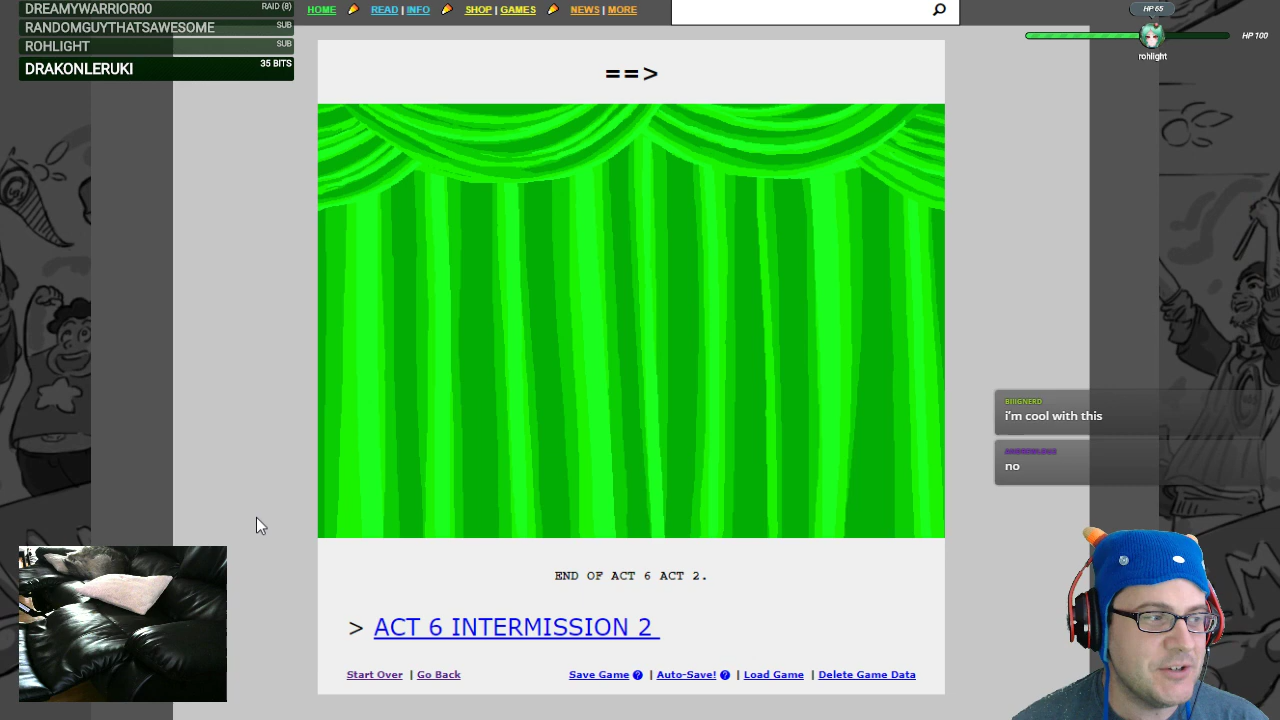 DREAMYWARRIOR00 RAID (8)
RANDOMGUYTHATSAWESOME SUB
ROHLIGHT SUB
DRAKONLERUKI 35 BITS
HOME READ | INFO SHOP | GAMES NEWS | MORE
HP 65
HP 100
rohlight
==>
BIIIGNERD
i'm cool with this
no
END OF ACT 6 ACT 2.
> ACT 6 INTERMISSION 2
Start Over | Go Back Save Game ? | Auto-Save! ? | Load Game | Delete Game Data